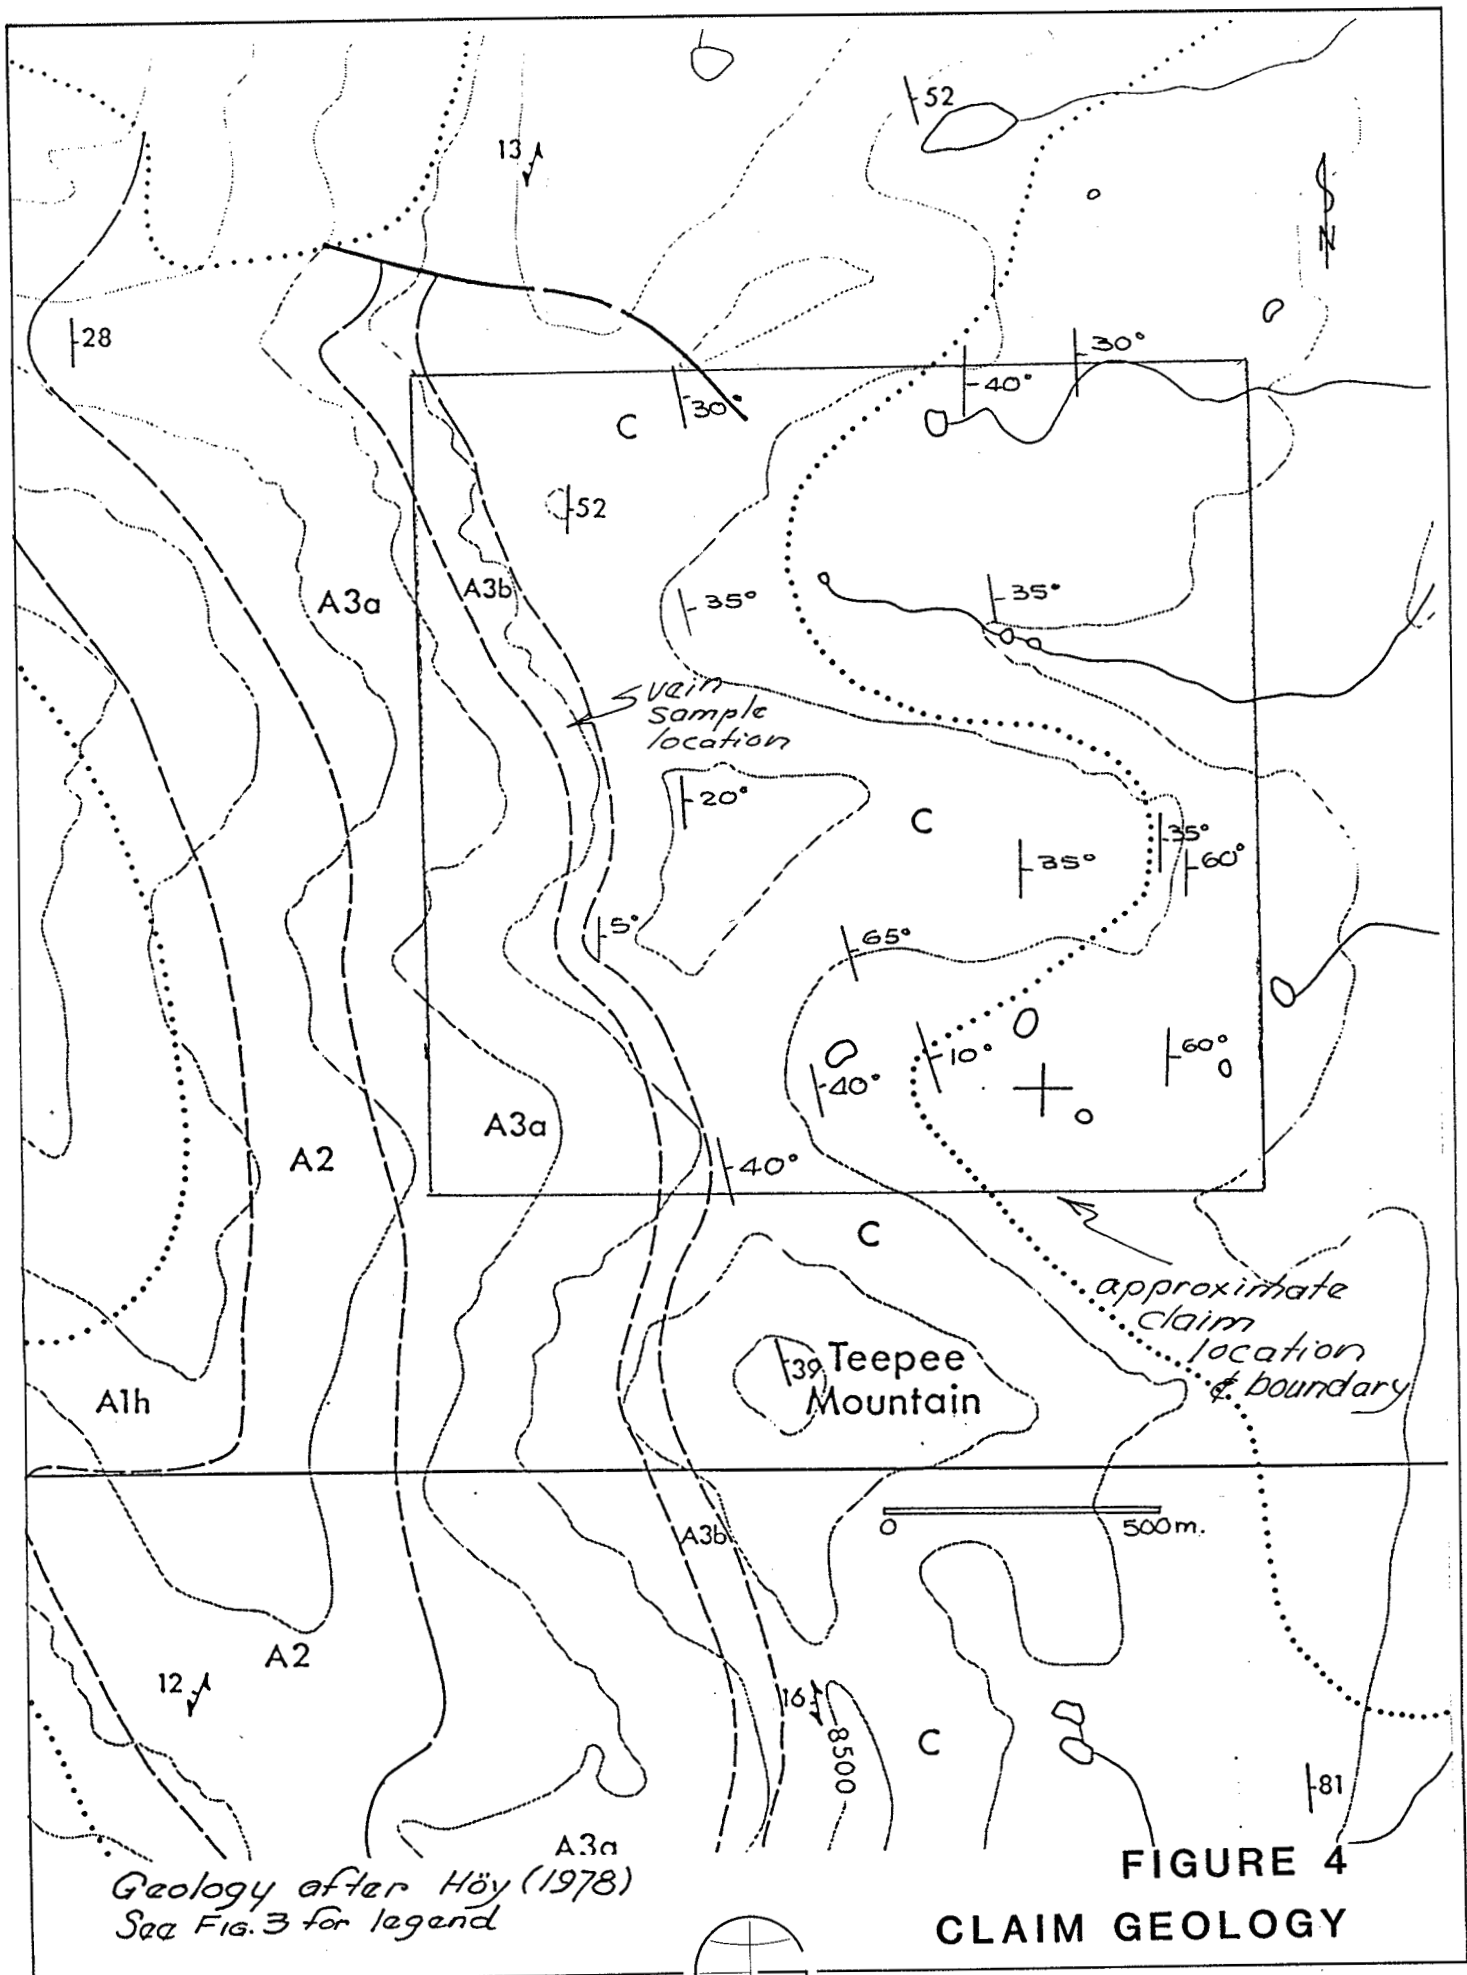 52
13
N
28
30°
40°
30°
C
52
A3a
A3b
35°
35°
vein
sample
location
20°
C
35°
35°
60°
5°
65°
10°
60°
40°
A3a
A2
40°
C
approximate
claim
location
& boundary
39
Teepee
Mountain
A1h
0
500m.
A3b
A2
12
16
8500
C
81
A3a
Geology after Höy (1978)
See FIG. 3 for legend
FIGURE 4
CLAIM GEOLOGY